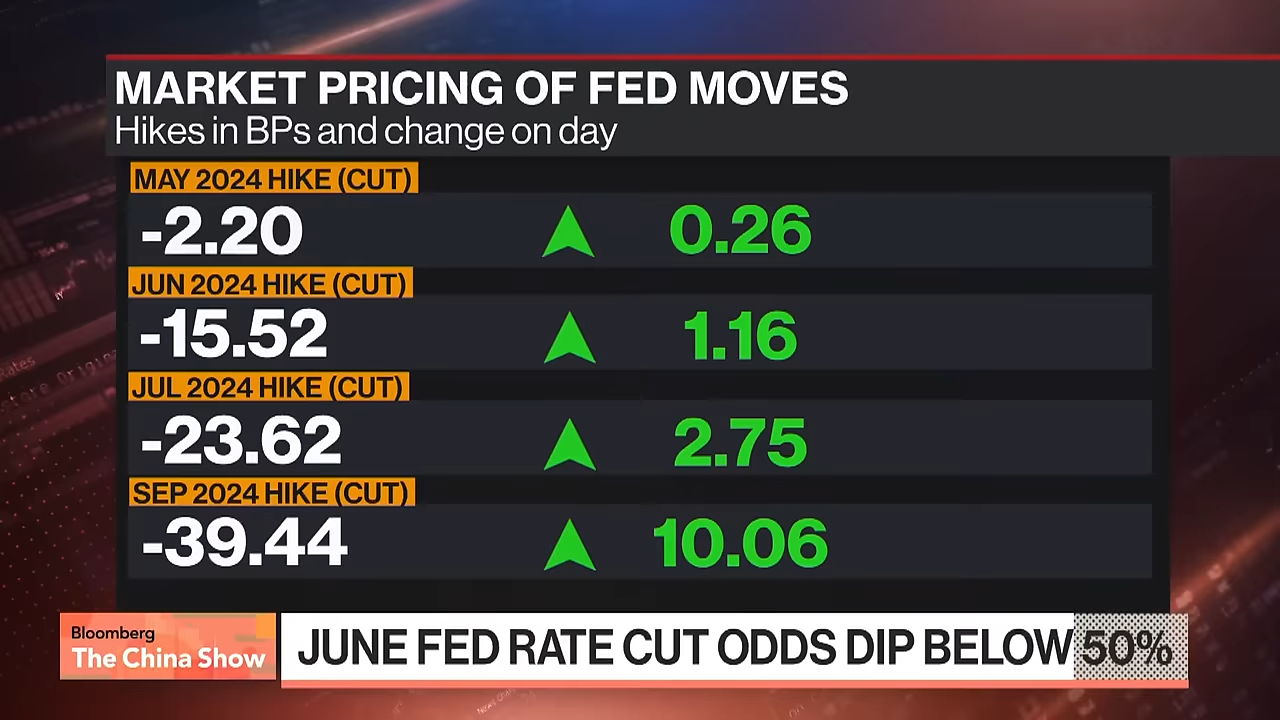 MARKET PRICING OF FED MOVES
Hikes in BPs and change on day
MAY 2024 HIKE (CUT)
-2.20 0.26
JUN 2024 HIKE (CUT)
-15.52 1.16
JUL 2024 HIKE (CUT)
-23.62 2.75
SEP 2024 HIKE (CUT)
-39.44 10.06
Bloomberg
The China Show
JUNE FED RATE CUT ODDS DIP BELOW 50%